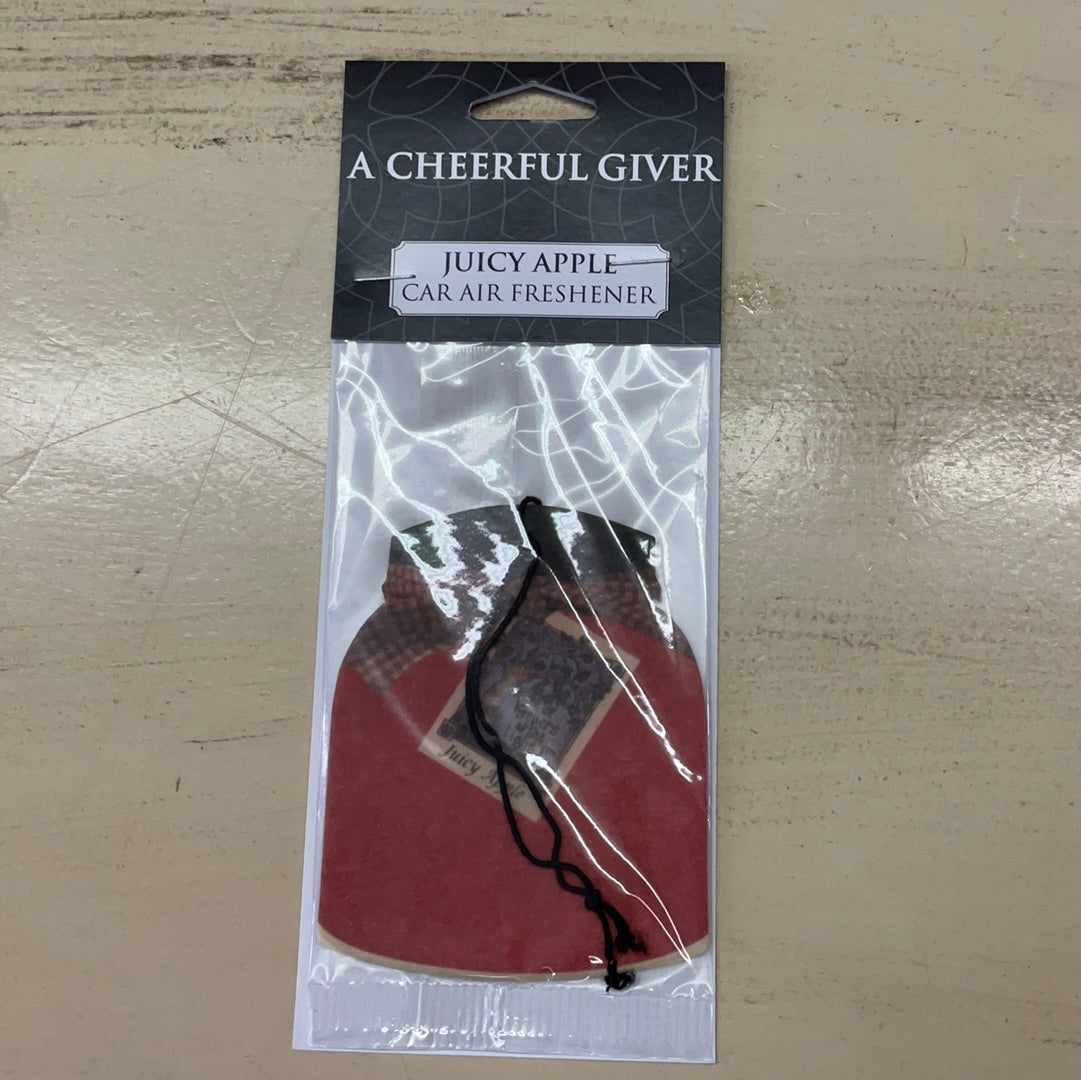 A CHEERFUL GIVER
JUICY APPLE
CAR AIR FRESHENER
Juicy Apple